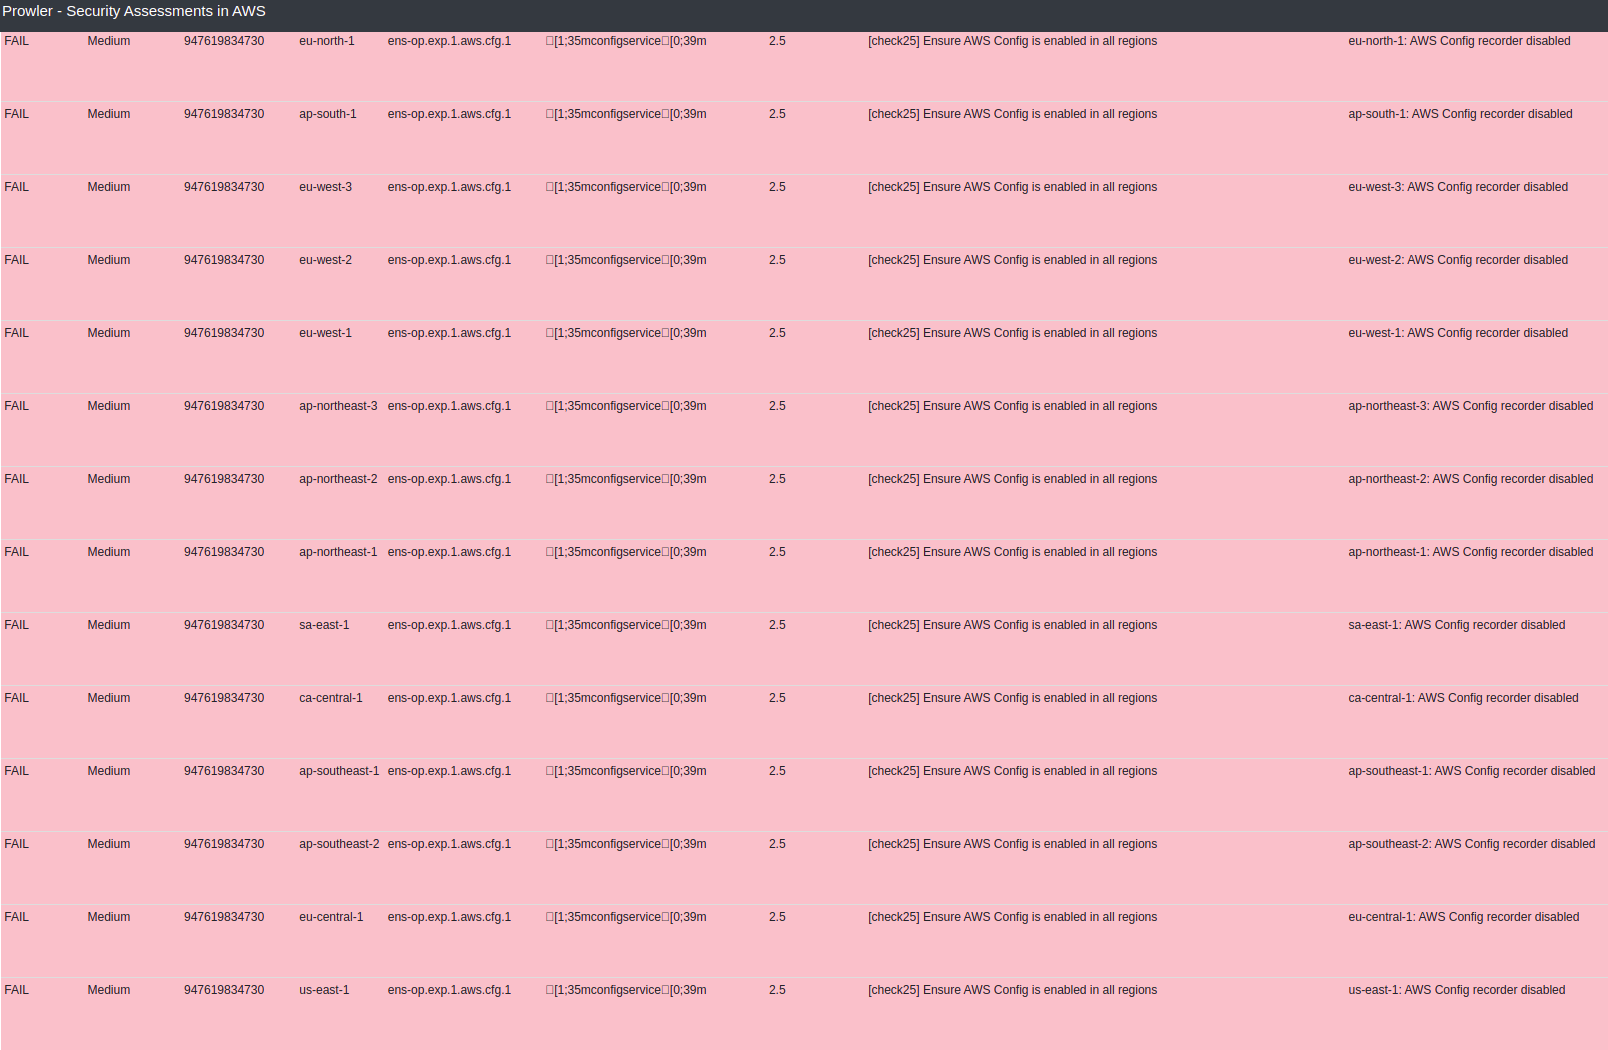 Prowler - Security Assessments in AWS
FAIL Medium 947619834730 eu-north-1 ens-op.exp.1.aws.cfg.1 □[1;35mconfigservice□[0;39m 2.5 [check25] Ensure AWS Config is enabled in all regions eu-north-1: AWS Config recorder disabled
FAIL Medium 947619834730 ap-south-1 ens-op.exp.1.aws.cfg.1 □[1;35mconfigservice□[0;39m 2.5 [check25] Ensure AWS Config is enabled in all regions ap-south-1: AWS Config recorder disabled
FAIL Medium 947619834730 eu-west-3 ens-op.exp.1.aws.cfg.1 □[1;35mconfigservice□[0;39m 2.5 [check25] Ensure AWS Config is enabled in all regions eu-west-3: AWS Config recorder disabled
FAIL Medium 947619834730 eu-west-2 ens-op.exp.1.aws.cfg.1 □[1;35mconfigservice□[0;39m 2.5 [check25] Ensure AWS Config is enabled in all regions eu-west-2: AWS Config recorder disabled
FAIL Medium 947619834730 eu-west-1 ens-op.exp.1.aws.cfg.1 □[1;35mconfigservice□[0;39m 2.5 [check25] Ensure AWS Config is enabled in all regions eu-west-1: AWS Config recorder disabled
FAIL Medium 947619834730 ap-northeast-3 ens-op.exp.1.aws.cfg.1 □[1;35mconfigservice□[0;39m 2.5 [check25] Ensure AWS Config is enabled in all regions ap-northeast-3: AWS Config recorder disabled
FAIL Medium 947619834730 ap-northeast-2 ens-op.exp.1.aws.cfg.1 □[1;35mconfigservice□[0;39m 2.5 [check25] Ensure AWS Config is enabled in all regions ap-northeast-2: AWS Config recorder disabled
FAIL Medium 947619834730 ap-northeast-1 ens-op.exp.1.aws.cfg.1 □[1;35mconfigservice□[0;39m 2.5 [check25] Ensure AWS Config is enabled in all regions ap-northeast-1: AWS Config recorder disabled
FAIL Medium 947619834730 sa-east-1 ens-op.exp.1.aws.cfg.1 □[1;35mconfigservice□[0;39m 2.5 [check25] Ensure AWS Config is enabled in all regions sa-east-1: AWS Config recorder disabled
FAIL Medium 947619834730 ca-central-1 ens-op.exp.1.aws.cfg.1 □[1;35mconfigservice□[0;39m 2.5 [check25] Ensure AWS Config is enabled in all regions ca-central-1: AWS Config recorder disabled
FAIL Medium 947619834730 ap-southeast-1 ens-op.exp.1.aws.cfg.1 □[1;35mconfigservice□[0;39m 2.5 [check25] Ensure AWS Config is enabled in all regions ap-southeast-1: AWS Config recorder disabled
FAIL Medium 947619834730 ap-southeast-2 ens-op.exp.1.aws.cfg.1 □[1;35mconfigservice□[0;39m 2.5 [check25] Ensure AWS Config is enabled in all regions ap-southeast-2: AWS Config recorder disabled
FAIL Medium 947619834730 eu-central-1 ens-op.exp.1.aws.cfg.1 □[1;35mconfigservice□[0;39m 2.5 [check25] Ensure AWS Config is enabled in all regions eu-central-1: AWS Config recorder disabled
FAIL Medium 947619834730 us-east-1 ens-op.exp.1.aws.cfg.1 □[1;35mconfigservice□[0;39m 2.5 [check25] Ensure AWS Config is enabled in all regions us-east-1: AWS Config recorder disabled